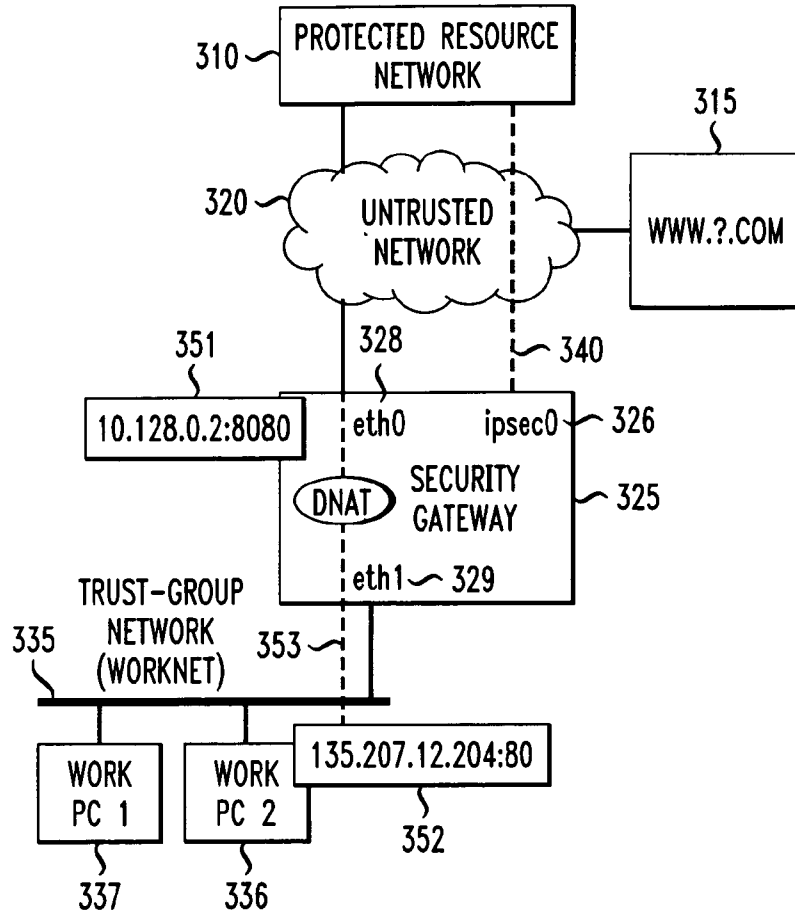 PROTECTED RESOURCE
NETWORK
310
315
320
UNTRUSTED
NETWORK
WWW.?.COM
351
328
340
10.128.0.2:8080
eth0
ipsec0
326
DNAT
SECURITY
GATEWAY
325
eth1
329
TRUST-GROUP
NETWORK
(WORKNET)
335
353
WORK
PC 1
WORK
PC 2
135.207.12.204:80
337
336
352